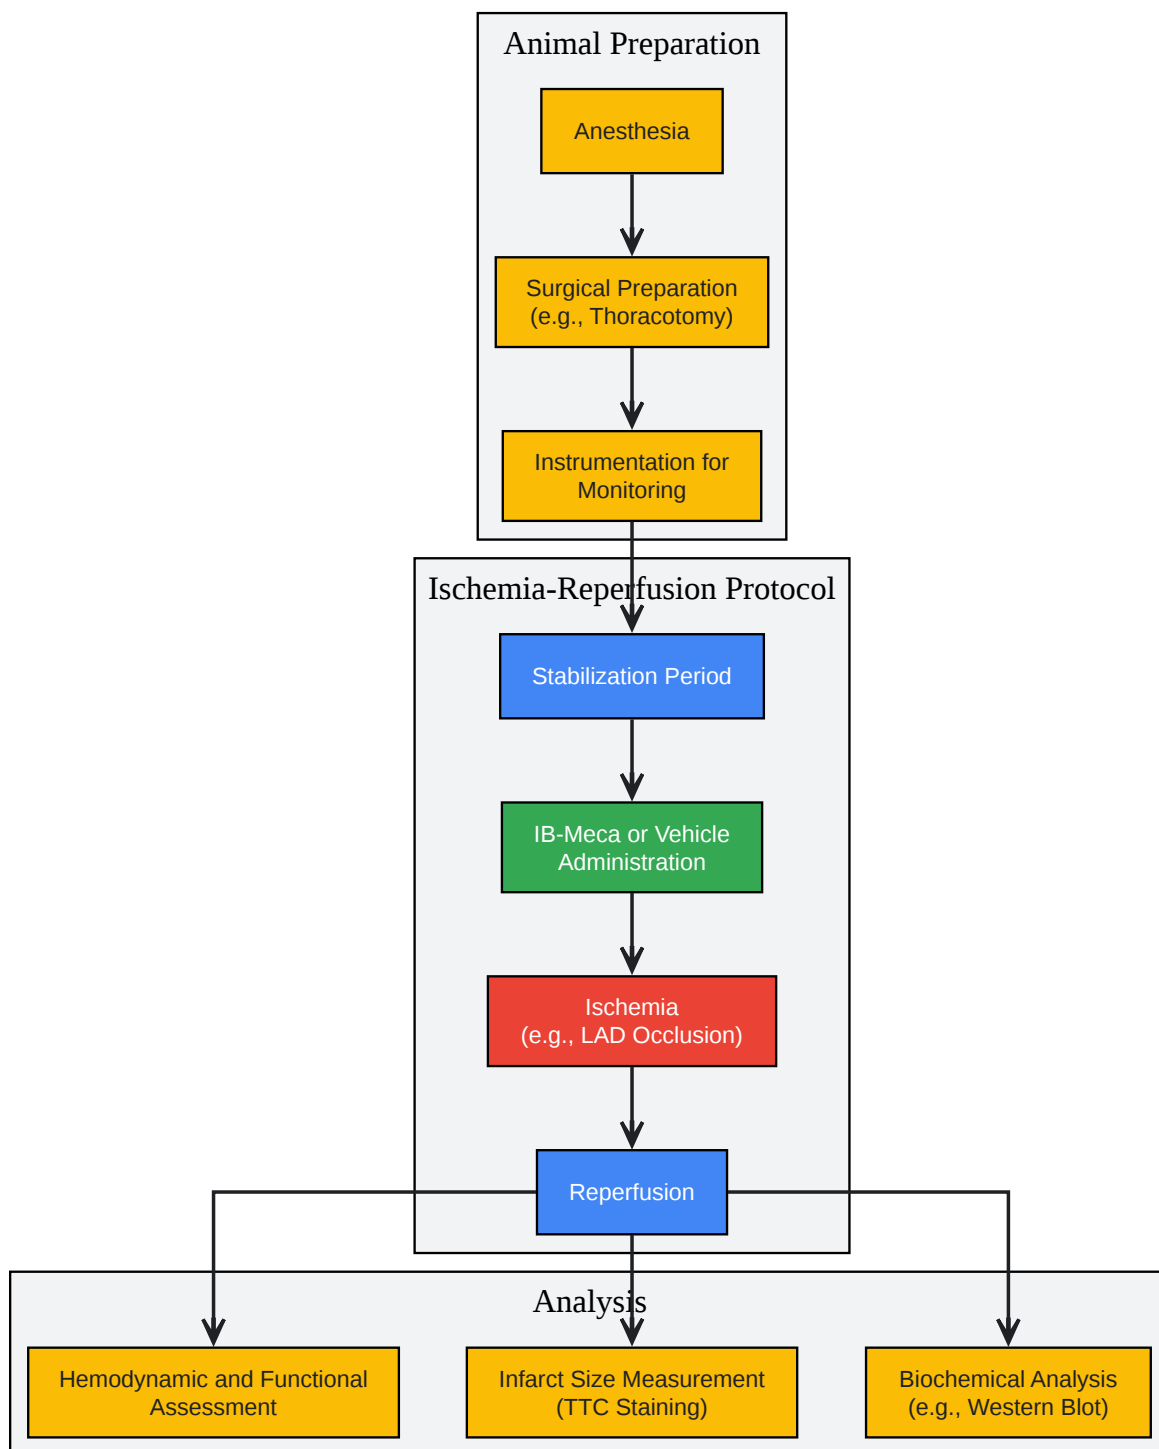 Animal Preparation
Anesthesia
Surgical Preparation
(e.g., Thoracotomy)
Instrumentation for
Monitoring
Ischemia-Reperfusion Protocol
Stabilization Period
IB-Meca or Vehicle
Administration
Ischemia
(e.g., LAD Occlusion)
Reperfusion
Analysis
Hemodynamic and Functional
Assessment
Infarct Size Measurement
(TTC Staining)
Biochemical Analysis
(e.g., Western Blot)